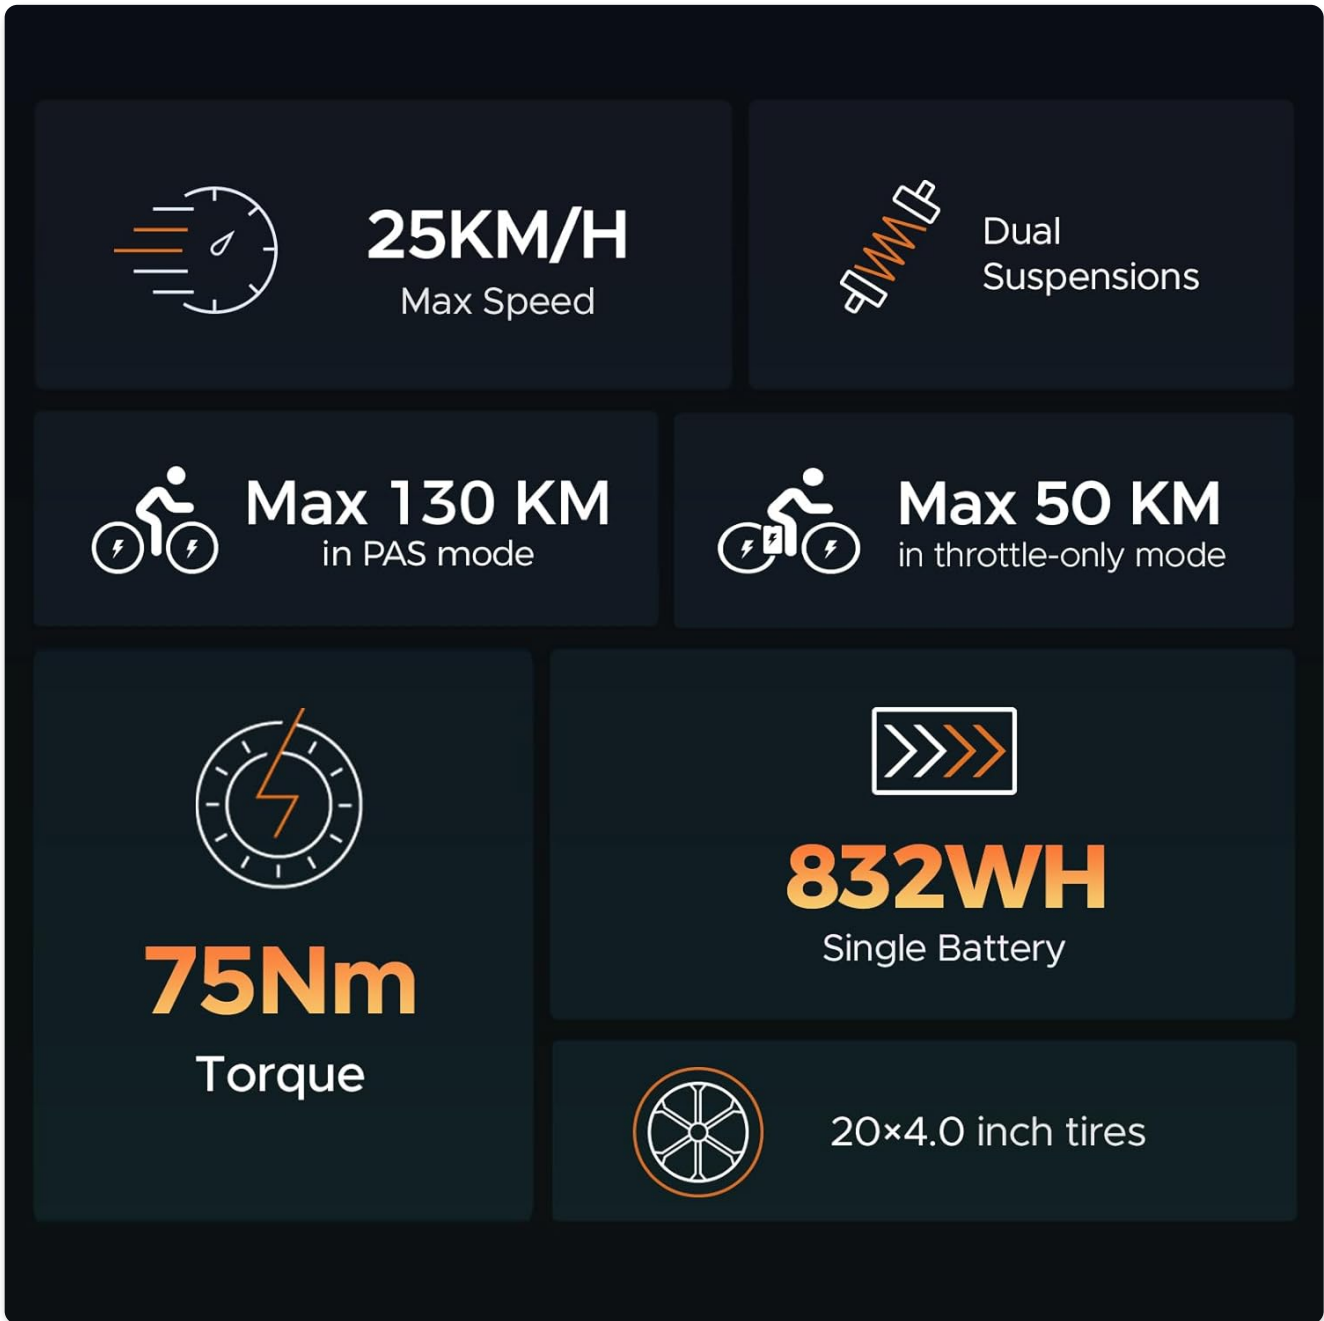 25KM/H
Max Speed
Dual
Suspensions
Max 130 KM
in PAS mode
Max 50 KM
in throttle-only mode
75Nm
Torque
832WH
Single Battery
20×4.0 inch tires